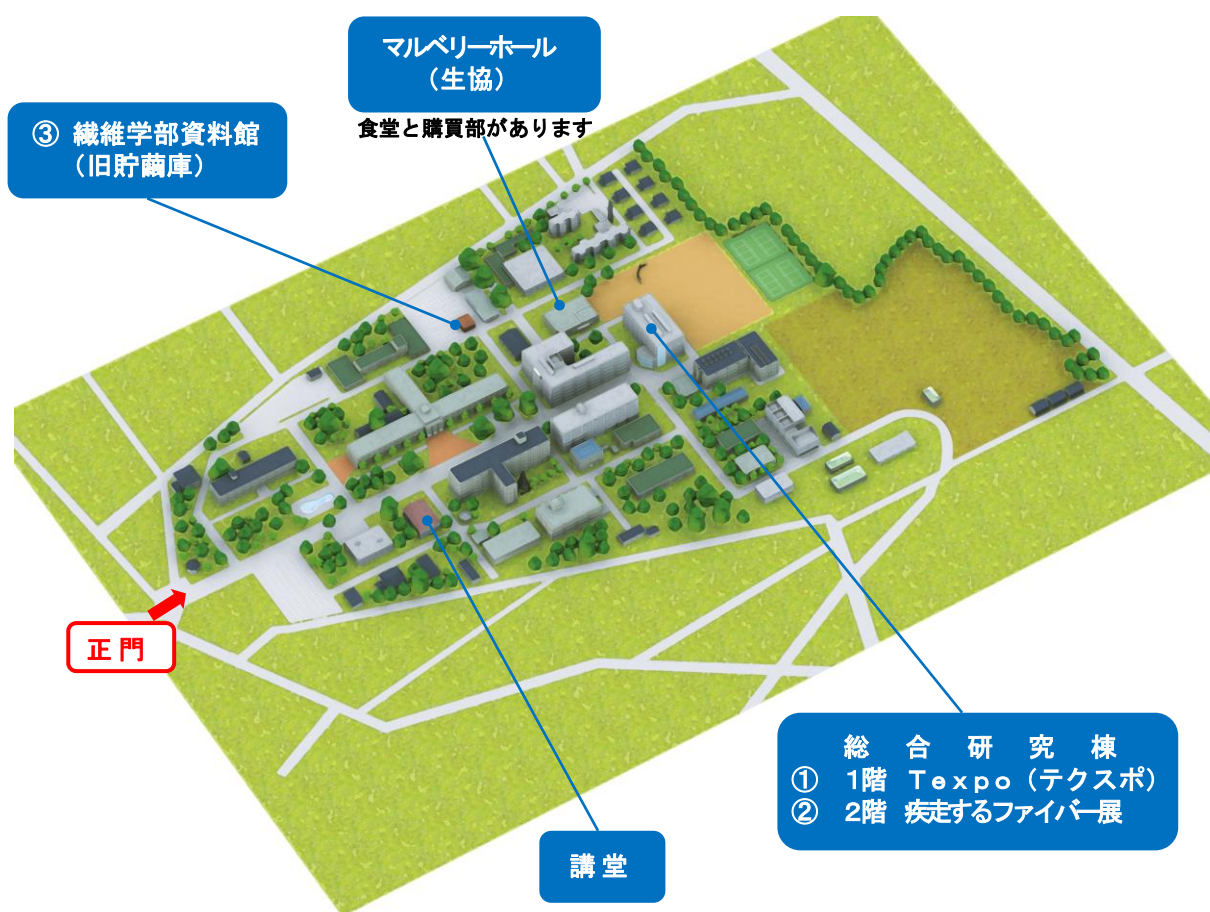 マルベリーホール
（生協）
食堂と購買部があります
③ 繊維学部資料館
（旧貯繭庫）
正門
総合研究棟
① 1階 Texpo（テクスポ）
② 2階 疾走するファイバー展
講堂